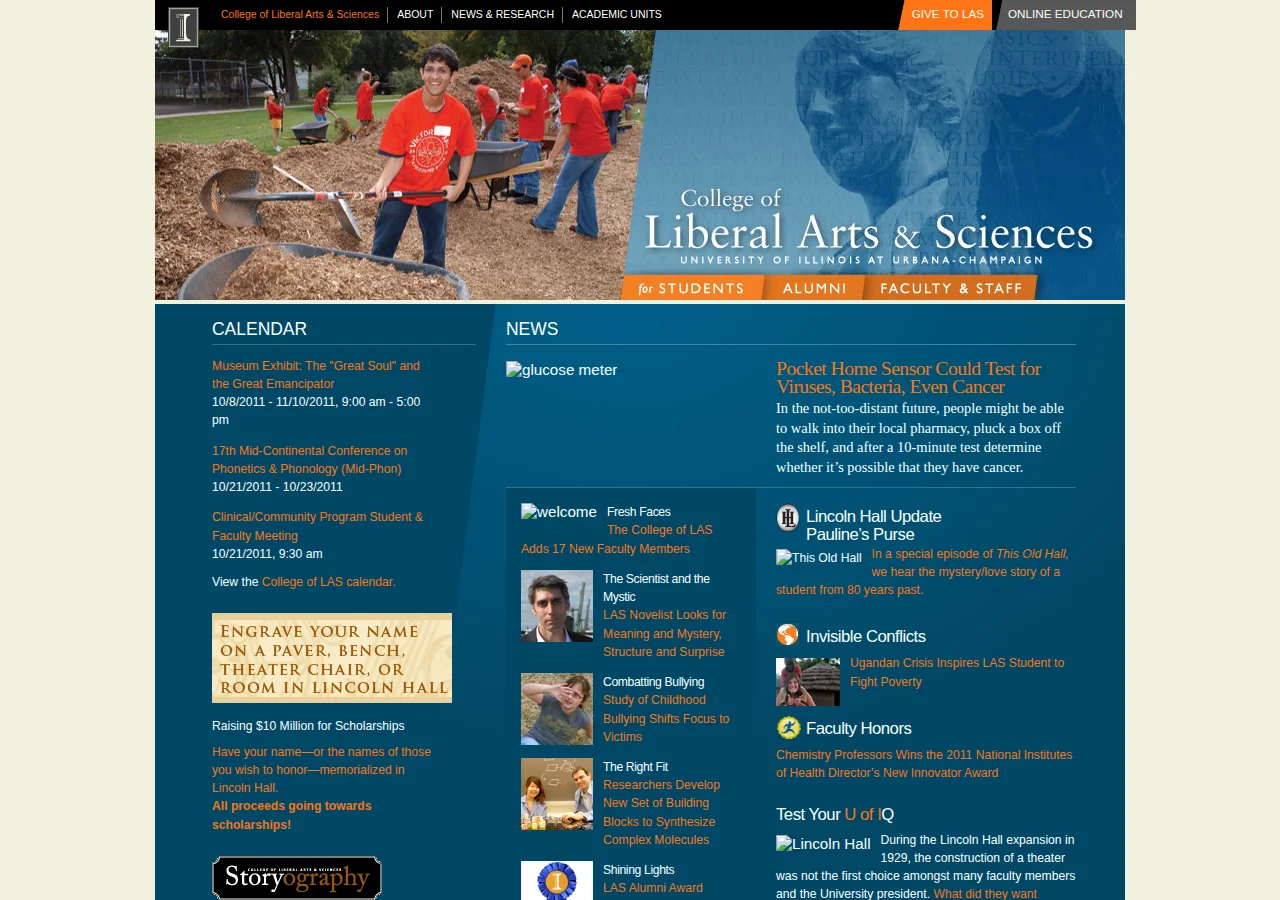 College of Liberal Arts & Sciences
ABOUT
NEWS & RESEARCH
ACADEMIC UNITS
GIVE TO LAS
ONLINE EDUCATION
College of
Liberal Arts & Sciences
UNIVERSITY OF ILLINOIS AT URBANA-CHAMPAIGN
for STUDENTS
ALUMNI
FACULTY & STAFF
CALENDAR
Museum Exhibit: The "Great Soul" and
the Great Emancipator
10/8/2011 - 11/10/2011, 9:00 am - 5:00
pm
17th Mid-Continental Conference on
Phonetics & Phonology (Mid-Phon)
10/21/2011 - 10/23/2011
Clinical/Community Program Student &
Faculty Meeting
10/21/2011, 9:30 am
View the College of LAS calendar.
ENGRAVE YOUR NAME
ON A PAVER, BENCH,
THEATER CHAIR, OR
ROOM IN LINCOLN HALL
Raising $10 Million for Scholarships
Have your name—or the names of those
you wish to honor—memorialized in
Lincoln Hall.
All proceeds going towards
scholarships!
COLLEGE OF LIBERAL ARTS & SCIENCES
Storyography
NEWS
glucose meter
Pocket Home Sensor Could Test for
Viruses, Bacteria, Even Cancer
In the not-too-distant future, people might be able
to walk into their local pharmacy, pluck a box off
the shelf, and after a 10-minute test determine
whether it’s possible that they have cancer.
welcome
Fresh Faces
The College of LAS
Adds 17 New Faculty Members
The Scientist and the
Mystic
LAS Novelist Looks for
Meaning and Mystery,
Structure and Surprise
Combatting Bullying
Study of Childhood
Bullying Shifts Focus to
Victims
The Right Fit
Researchers Develop
New Set of Building
Blocks to Synthesize
Complex Molecules
Shining Lights
LAS Alumni Award
Lincoln Hall Update
Pauline's Purse
This Old Hall
In a special episode of This Old Hall,
we hear the mystery/love story of a
student from 80 years past.
Invisible Conflicts
Ugandan Crisis Inspires LAS Student to
Fight Poverty
Faculty Honors
Chemistry Professors Wins the 2011 National Institutes
of Health Director’s New Innovator Award
Test Your U of IQ
Lincoln Hall
During the Lincoln Hall expansion in
1929, the construction of a theater
was not the first choice amongst many faculty members
and the University president. What did they want